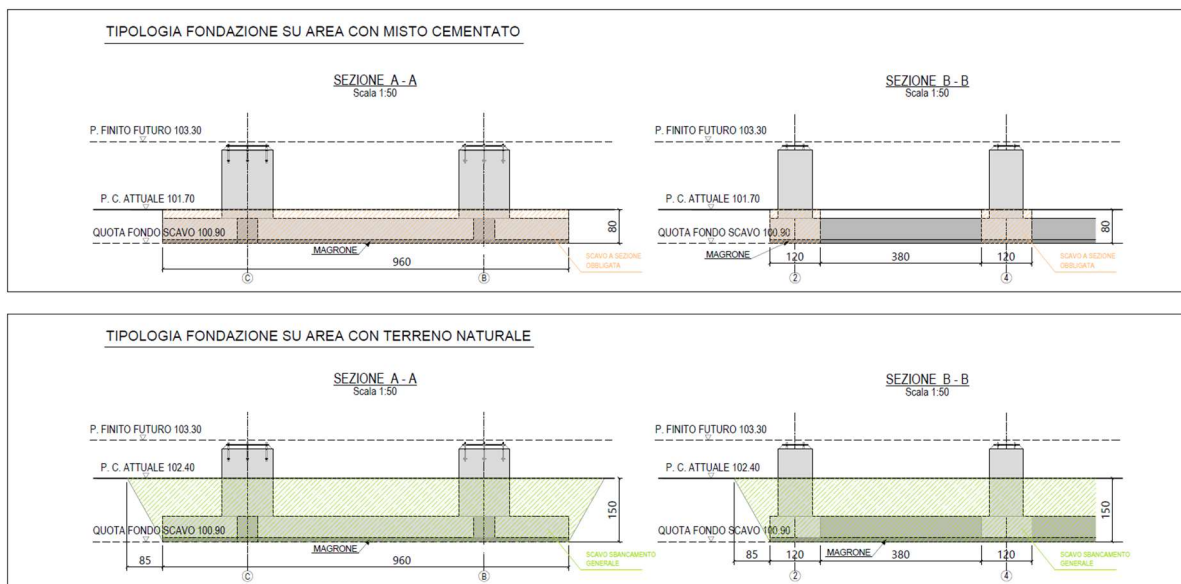 TIPOLOGIA FONDAZIONE SU AREA CON MISTO CEMENTATO
SEZIONE A - A
Scala 1:50
P. FINITO FUTURO 103.30
P. C. ATTUALE 101.70
QUOTA FONDO SCAVO 100.90
MAGRONE
80
SCAVO A SEZIONE
OBBLIGATA
960
C
B
SEZIONE B - B
Scala 1:50
P. FINITO FUTURO 103.30
P. C. ATTUALE 101.70
QUOTA FONDO SCAVO 100.90
MAGRONE
80
SCAVO A SEZIONE
OBBLIGATA
120
380
120
2
4
TIPOLOGIA FONDAZIONE SU AREA CON TERRENO NATURALE
SEZIONE A - A
Scala 1:50
P. FINITO FUTURO 103.30
P. C. ATTUALE 102.40
QUOTA FONDO SCAVO 100.90
MAGRONE
150
SCAVO SBANCAMENTO
GENERALE
85
960
C
B
SEZIONE B - B
Scala 1:50
P. FINITO FUTURO 103.30
P. C. ATTUALE 102.40
QUOTA FONDO SCAVO 100.90
MAGRONE
150
SCAVO SBANCAMENTO
GENERALE
85
120
380
120
2
4